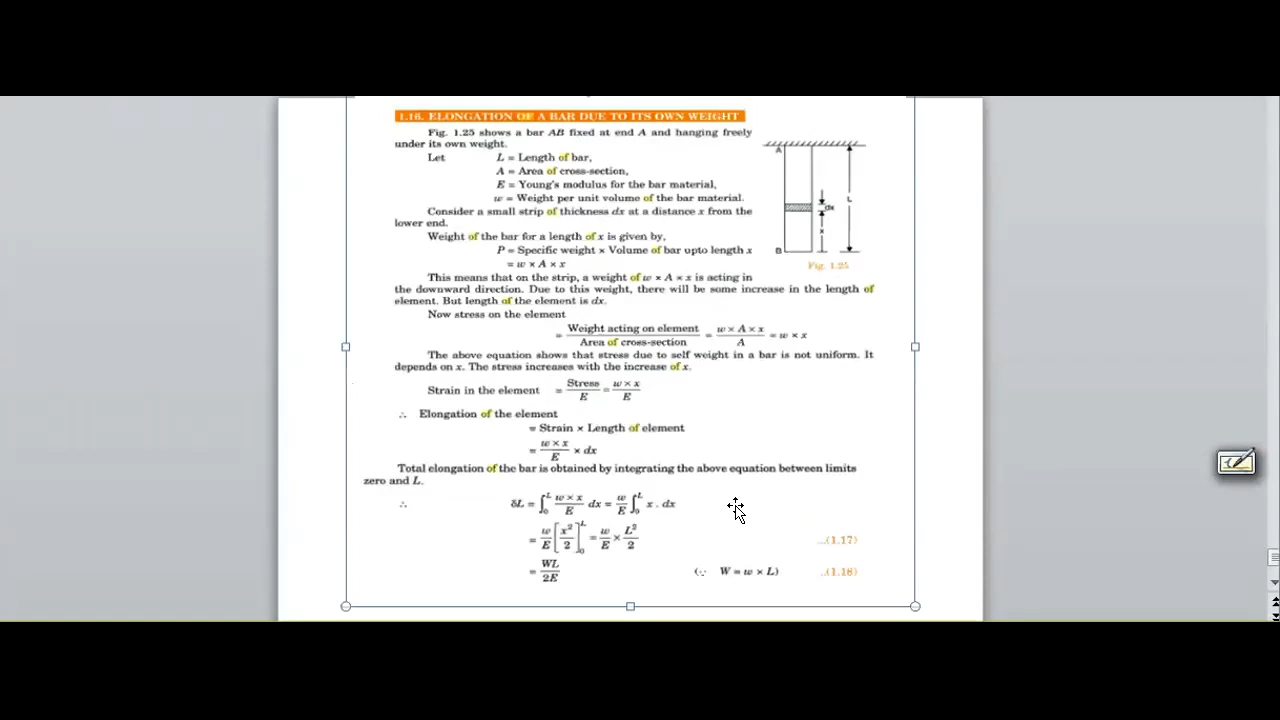 1.16. ELONGATION OF A BAR DUE TO ITS OWN WEIGHT
Fig. 1.25 shows a bar AB fixed at end A and hanging freely
under its own weight.
Let L = Length of bar,
A = Area of cross-section,
E = Young's modulus for the bar material,
w = Weight per unit volume of the bar material.
Consider a small strip of thickness dx at a distance x from the
lower end.
Weight of the bar for a length of x is given by,
P = Specific weight × Volume of bar upto length x
= w × A × x
This means that on the strip, a weight of w × A × x is acting in
the downward direction. Due to this weight, there will be some increase in the length of
element. But length of the element is dx.
Now stress on the element
= Weight acting on element / Area of cross-section = w × A × x / A = w × x
The above equation shows that stress due to self weight in a bar is not uniform. It
depends on x. The stress increases with the increase of x.
Strain in the element = Stress / E = w × x / E
∴ Elongation of the element
= Strain × Length of element
= w × x / E × dx
Total elongation of the bar is obtained by integrating the above equation between limits
zero and L.
∴ δL = ∫₀ᴸ w × x / E dx = w / E ∫₀ᴸ x . dx
= w / E [x² / 2]₀ᴸ = w / E × L² / 2 ...(1.17)
= WL / 2E (∵ W = w × L) ..(1.18)
A
dx
L
x
B
Fig. 1.25